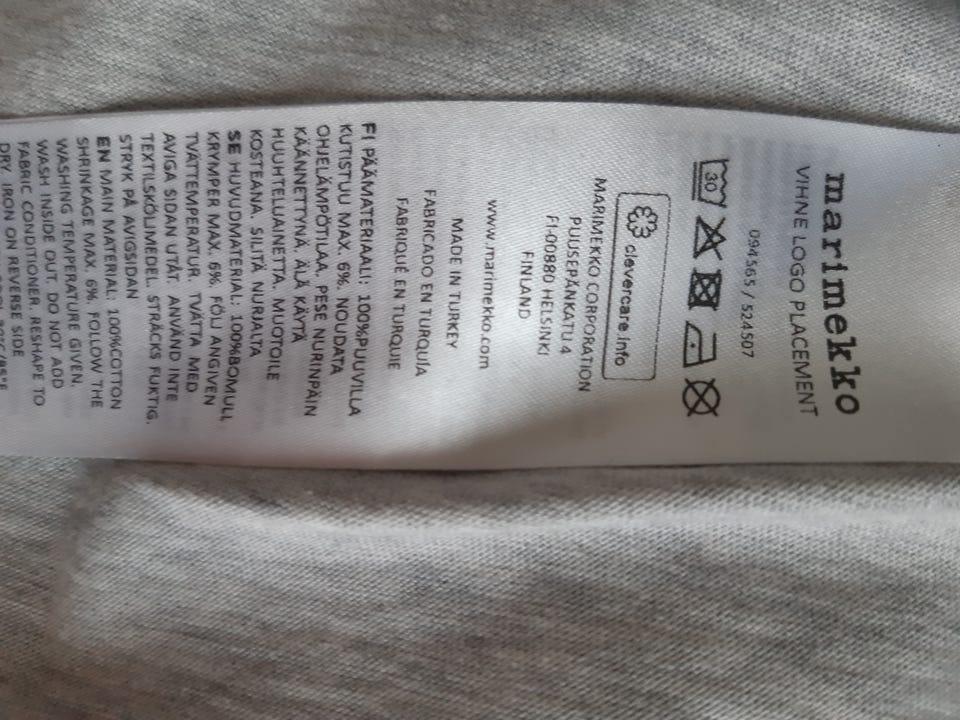 marimekko
VIHNE LOGO PLACEMENT
094565 / 524507
30
clevercare.info
MARIMEKKO CORPORATION
PUUSEPÄNKATU 4
FI-00880 HELSINKI
FINLAND
www.marimekko.com
MADE IN TURKEY
FABRICADO EN TURQUÍA
FABRIQUÉ EN TURQUIE
FI PÄÄMATERIAALI: 100%PUUVILLA
KUTISTUU MAX. 6%. NOUDATA
OHJELÄMPÖTILAA. PESE NURINPÄIN
KÄÄNNETTYNÄ. ÄLÄ KÄYTÄ
HUUHTELUAINETTA. MUOTOILE
KOSTEANA. SILITÄ NURJALTA
SE HUVUDMATERIAL: 100%BOMULL
KRYMPER MAX. 6%. FÖLJ ANGIVEN
TVÄTTEMPERATUR. TVÄTTA MED
AVIGA SIDAN UTÅT. ANVÄND INTE
TEXTILSKÖLJMEDEL. STRÄCKS FUKTIG.
STRYK PÅ AVIGSIDAN
EN MAIN MATERIAL: 100%COTTON
SHRINKAGE MAX. 6%. FOLLOW THE
WASHING TEMPERATURE GIVEN.
WASH INSIDE OUT. DO NOT ADD
FABRIC CONDITIONER. RESHAPE TO
DRY. IRON ON REVERSE SIDE